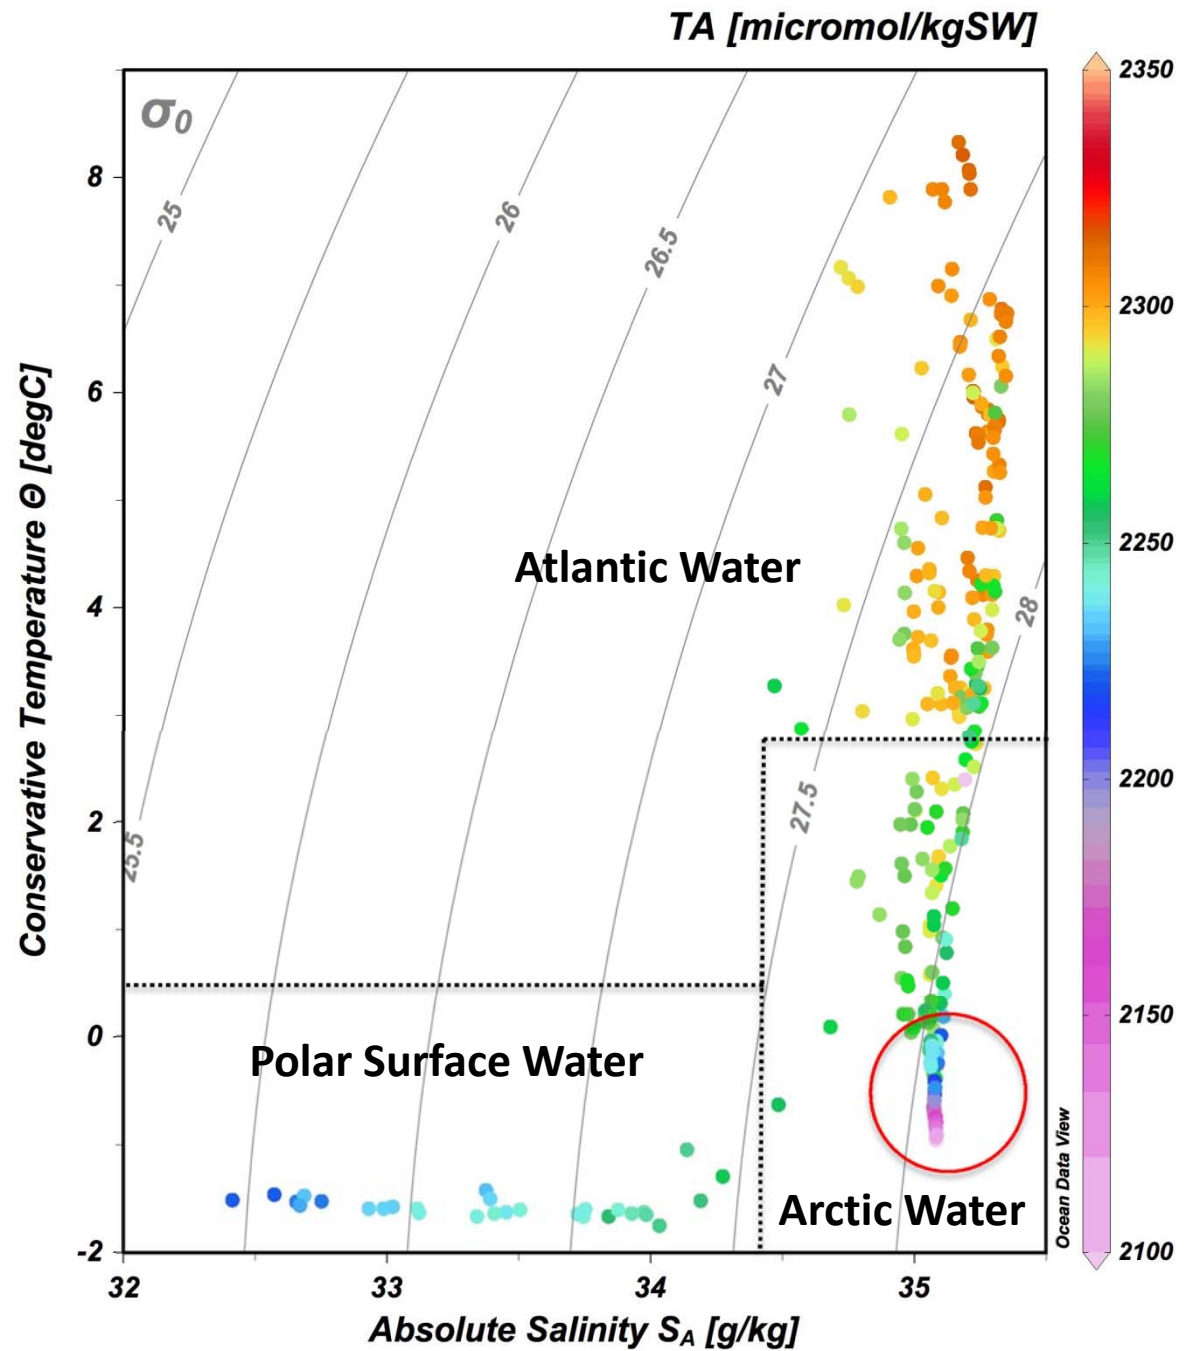 TA [micromol/kgSW]
σ0
25
25.5
26
26.5
27
27.5
28
8
6
4
2
0
-2
Conservative Temperature Θ [degC]
Atlantic Water
Polar Surface Water
Arctic Water
32
33
34
35
Absolute Salinity SA [g/kg]
Ocean Data View
2350
2300
2250
2200
2150
2100